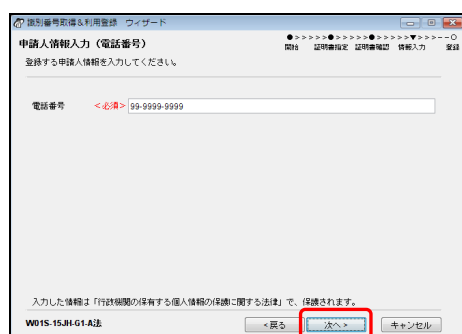 識別番号取得＆利用登録 ウィザード
申請人情報入力（電話番号）
●>>>>>●>>>>>●>>>>>▼>>>--○
開始 証明書指定 証明書確認 情報入力 登録
登録する申請人情報を入力してください。
電話番号 <必須> 99-9999-9999
入力した情報は「行政機関の保有する個人情報の保護に関する法律」で、保護されます。
W01S-15JH-G1-A法 <戻る 次へ> キャンセル